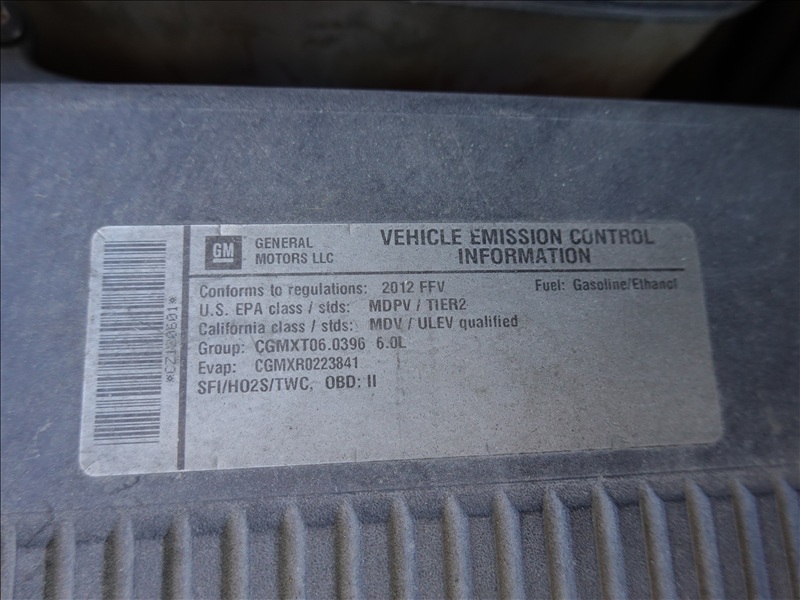 GM
GENERAL
MOTORS LLC
VEHICLE EMISSION CONTROL
INFORMATION
Conforms to regulations: 2012 FFV
Fuel: Gasoline/Ethanol
U.S. EPA class / stds: MDPV / TIER2
California class / stds: MDV / ULEV qualified
Group: CGMXT06.0396 6.0L
Evap: CGMXR0223841
SFI/HO2S/TWC, OBD: II